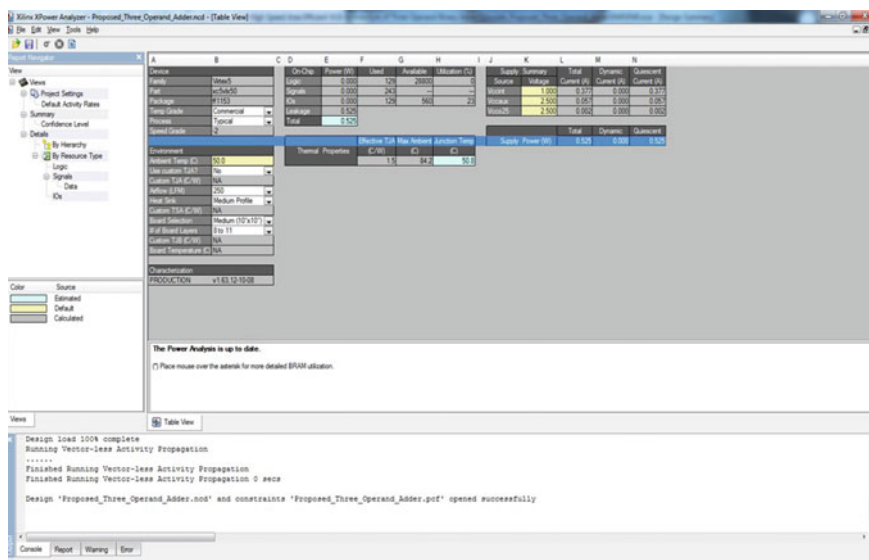 Xilinx XPower Analyzer - Proposed_Three_Operand_Adder.ncd - [Table View]
File Edit View Tools Help
Report Navigator
View
Views
Project Settings
Default Activity Rates
Summary
Confidence Level
Details
By Hierarchy
By Resource Type
Logic
Signals
Data
IOs
A B C D E F G H I J K L M N
Device
Family Virtex5
Part xc5vlx50
Package ff1153
Temp Grade Commercial
Process Typical
Speed Grade -2
Environment
Ambient Temp (C) 50.0
Use custom TJA? No
Custom TJA (C/W) NA
Airflow (LFM) 250
Heat Sink Medium Profile
Custom TSA (C/W) NA
Board Selection Medium (10"x10")
# of Board Layers 8 to 11
Custom TJB (C/W) NA
Board Temperature NA
Characterization
PRODUCTION v1.63,12-10-08
On-Chip Power (W) Used Available Utilization (%)
Logic 0.000 129 28800 0
Signals 0.000 243 --- ---
IOs 0.000 129 560 23
Leakage 0.525
Total 0.525
Thermal Properties Effective TJA (C/W) Max Ambient (C) Junction Temp (C)
1.5 84.2 50.8
Supply Summary Total Dynamic Quiescent
Source Voltage Current (A) Current (A) Current (A)
Vccint 1.000 0.373 0.000 0.373
Vccaux 2.500 0.057 0.000 0.057
Vcco25 2.500 0.002 0.000 0.002
Total Dynamic Quiescent
Supply Power (W) 0.525 0.000 0.525
Color Source
Estimated
Default
Calculated
The Power Analysis is up to date.
(*) Place mouse over the asterisk for more detailed BRAM utilization.
Views
Table View
Design load 100% complete
Running Vector-less Activity Propagation
......
Finished Running Vector-less Activity Propagation
Finished Running Vector-less Activity Propagation 0 secs
Design 'Proposed_Three_Operand_Adder.ncd' and constraints 'Proposed_Three_Operand_Adder.pcf' opened successfully
Console Report Warning Error